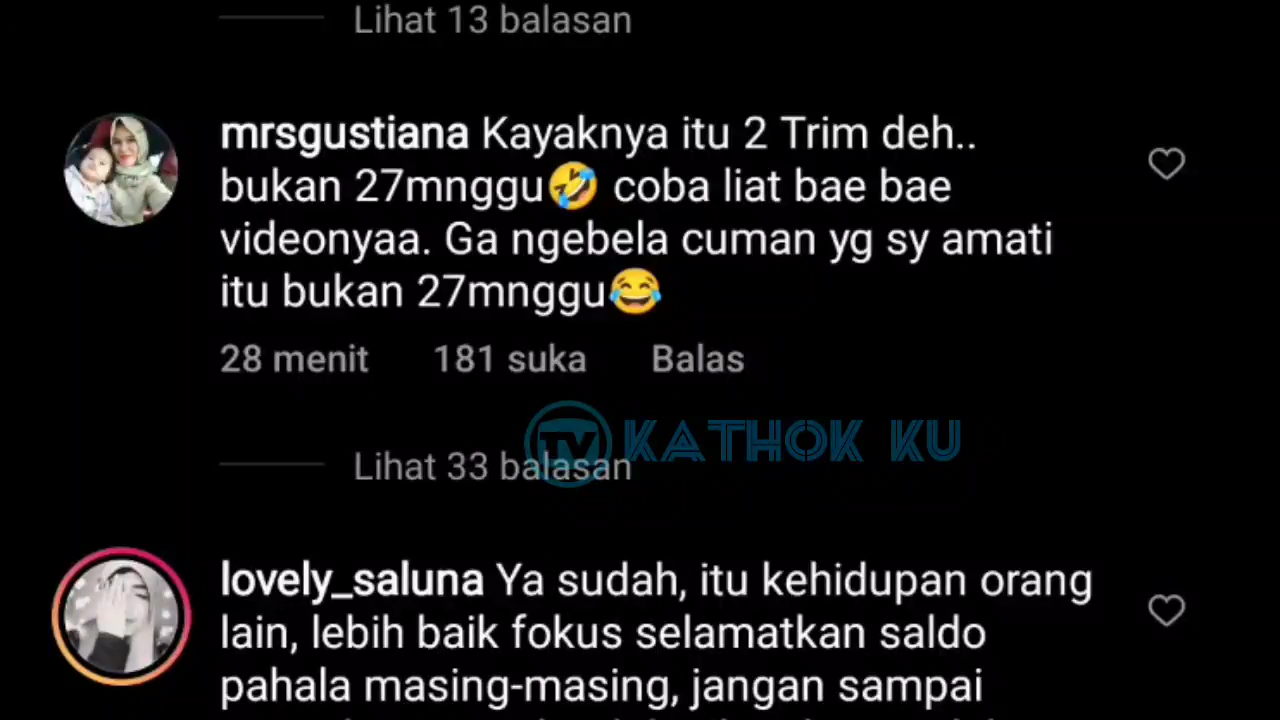 Lihat 13 balasan
mrsgustiana Kayaknya itu 2 Trim deh..
bukan 27mnggu🤣 coba liat bae bae
videonyaa. Ga ngebela cuman yg sy amati
itu bukan 27mnggu😂
28 menit 181 suka Balas
TV KATHOK KU
Lihat 33 balasan
lovely_saluna Ya sudah, itu kehidupan orang
lain, lebih baik fokus selamatkan saldo
pahala masing-masing, jangan sampai